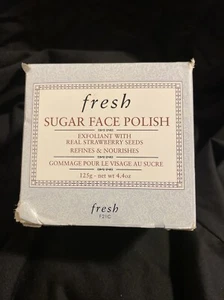 fresh
SUGAR FACE POLISH
EXFOLIANT WITH
REAL STRAWBERRY SEEDS
REFINES & NOURISHES
GOMMAGE POUR LE VISAGE AU SUCRE
125g - net wt 4.4oz
fresh